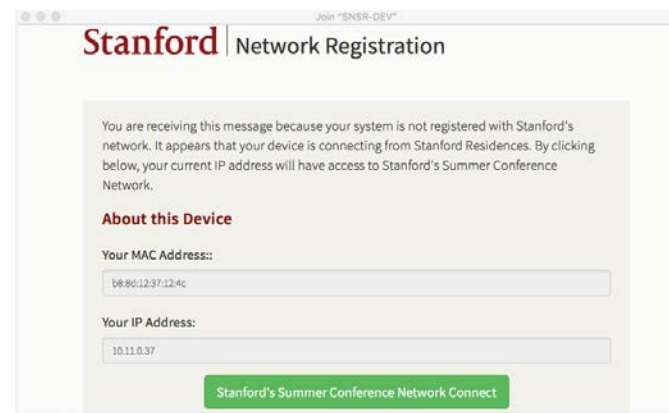 Join "SNSR-DEV"
Stanford | Network Registration
You are receiving this message because your system is not registered with Stanford's
network. It appears that your device is connecting from Stanford Residences. By clicking
below, your current IP address will have access to Stanford's Summer Conference
Network.
About this Device
Your MAC Address::
b8:8d:12:37:12:4c
Your IP Address:
10.11.0.37
Stanford's Summer Conference Network Connect